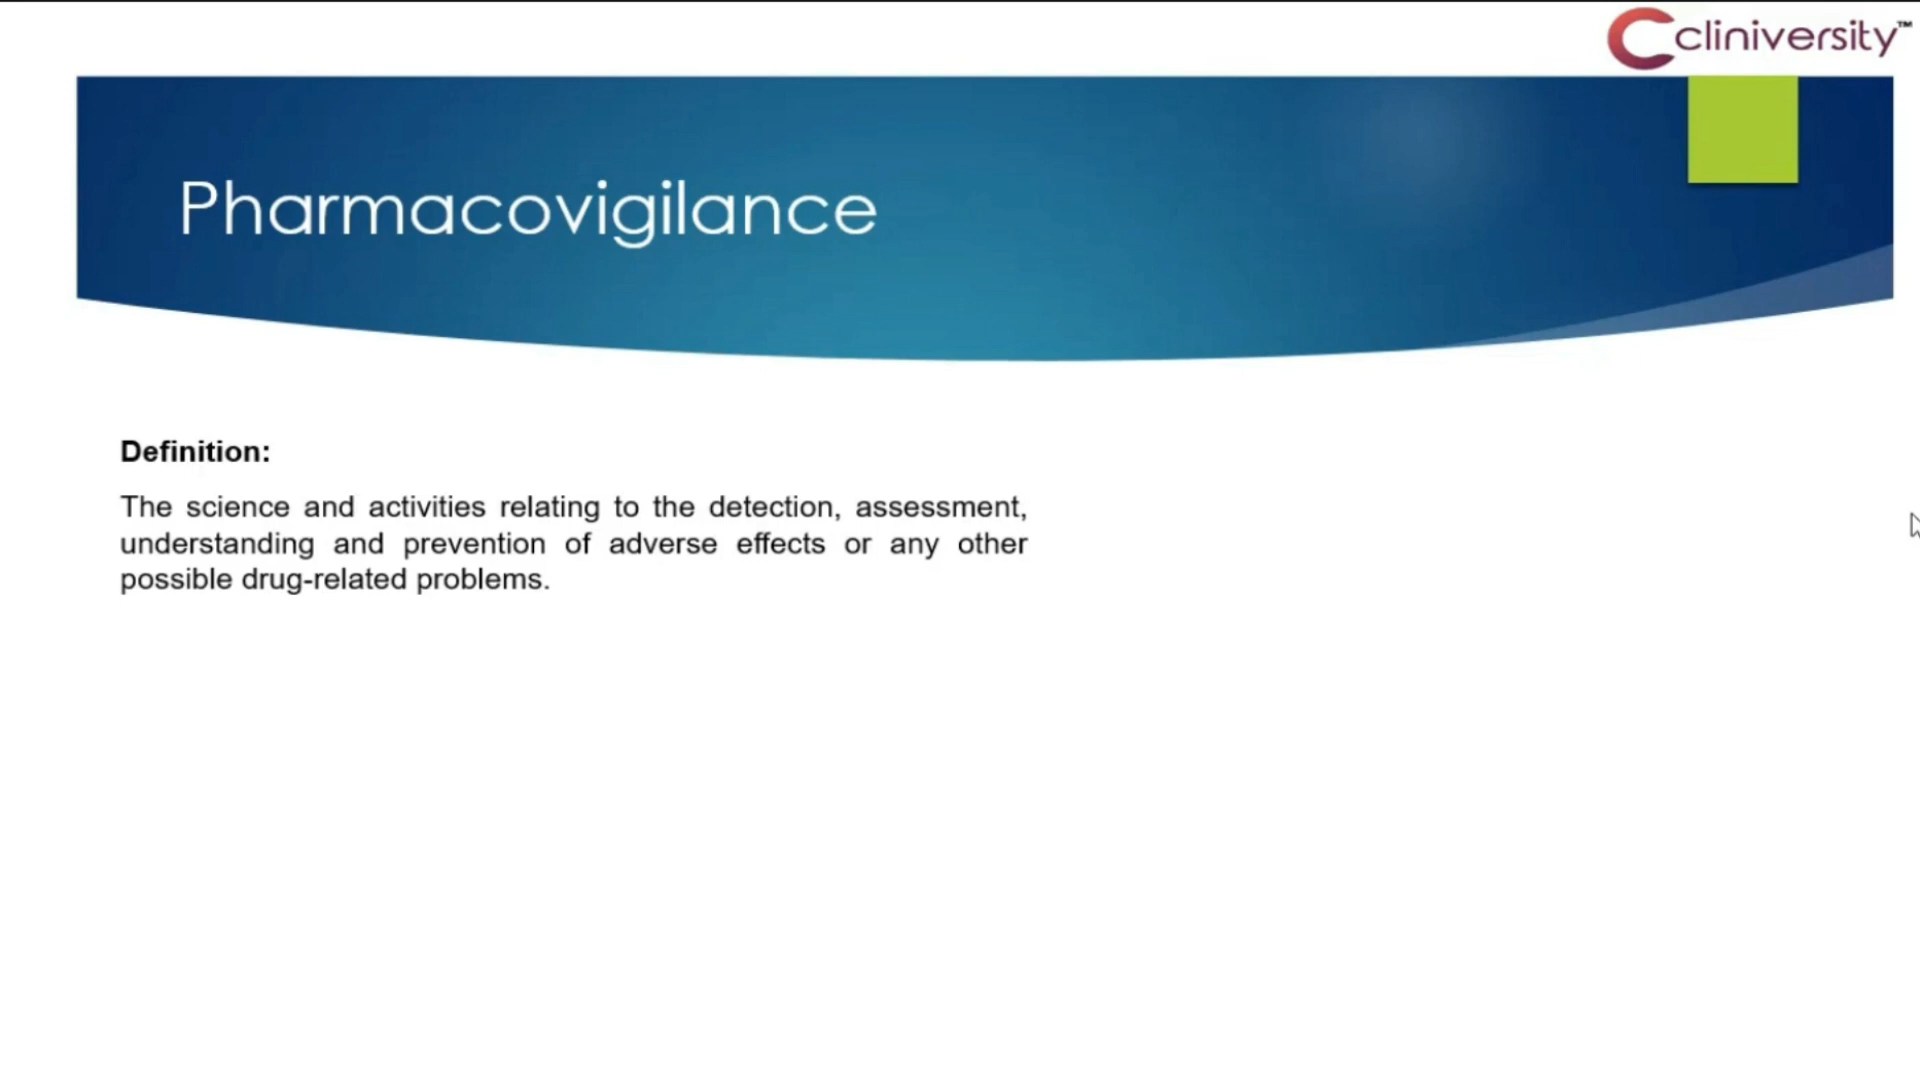 cliniversity™
Pharmacovigilance
Definition:
The science and activities relating to the detection, assessment,
understanding and prevention of adverse effects or any other
possible drug-related problems.